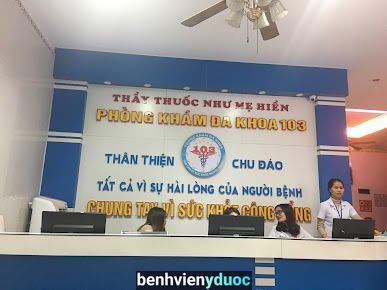 THẦY THUỐC NHƯ MẸ HIỀN
PHÒNG KHÁM ĐA KHOA 103
THÂN THIỆN
103
CHU ĐÁO
TẤT CẢ VÌ SỰ HÀI LÒNG CỦA NGƯỜI BỆNH
CHUNG TAY VÌ SỨC KHỎE CỘNG ĐỒNG
benhvienyduoc